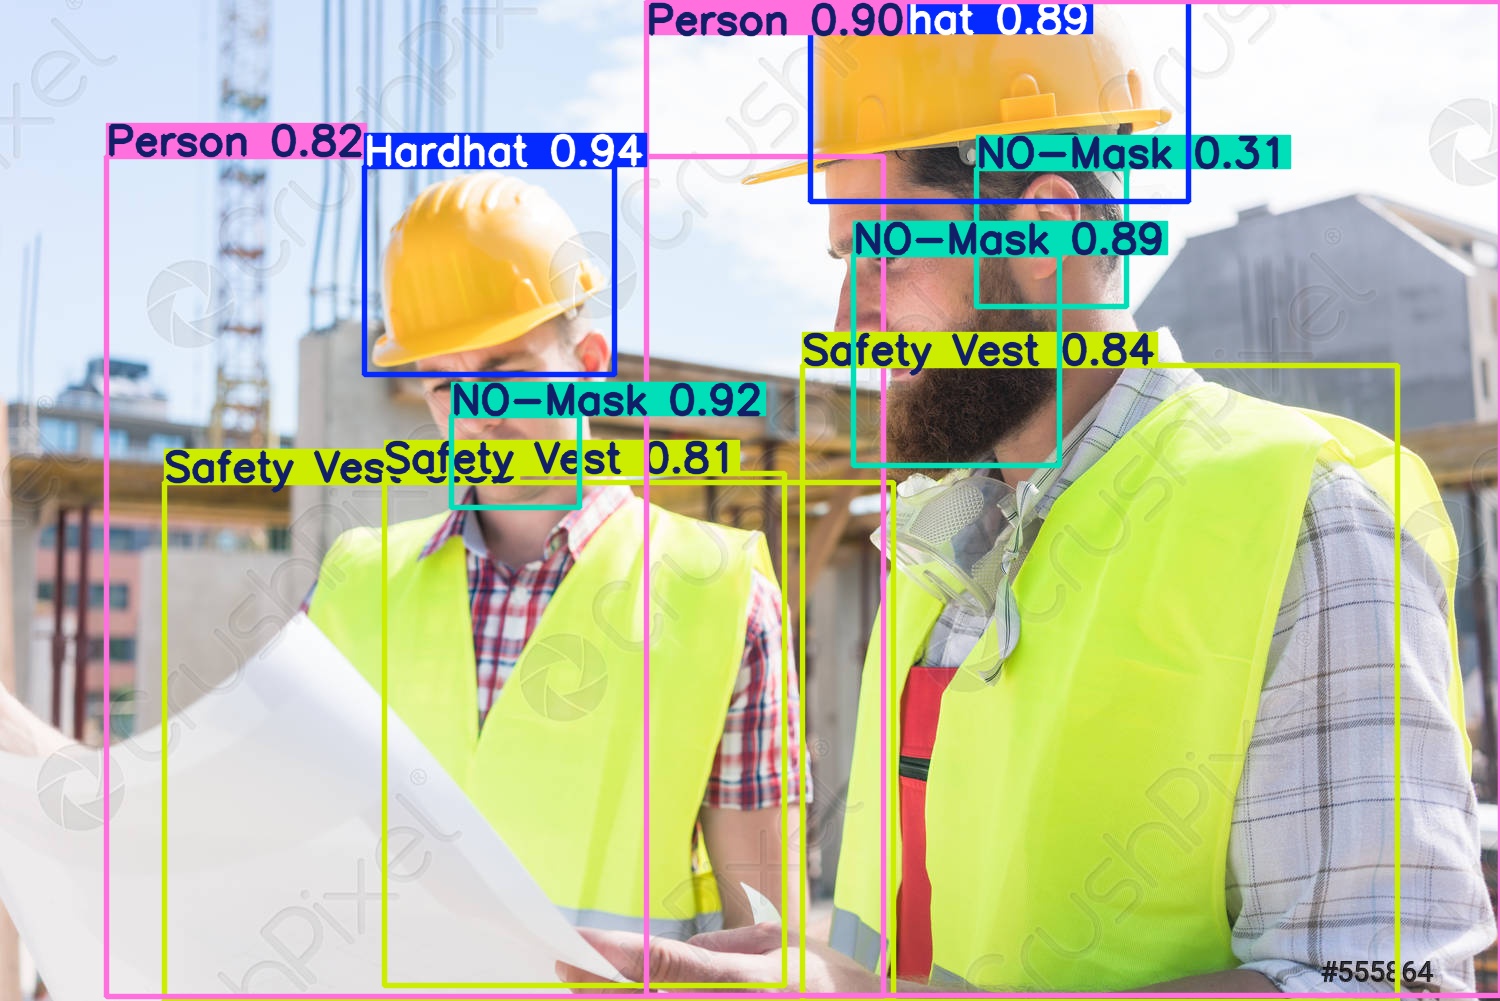 Person 0.90
hat 0.89
Person 0.82
Hardhat 0.94
NO-Mask 0.31
NO-Mask 0.89
Safety Vest 0.84
NO-Mask 0.92
Safety Ves
Safety Vest 0.81
crushpixel
#555864